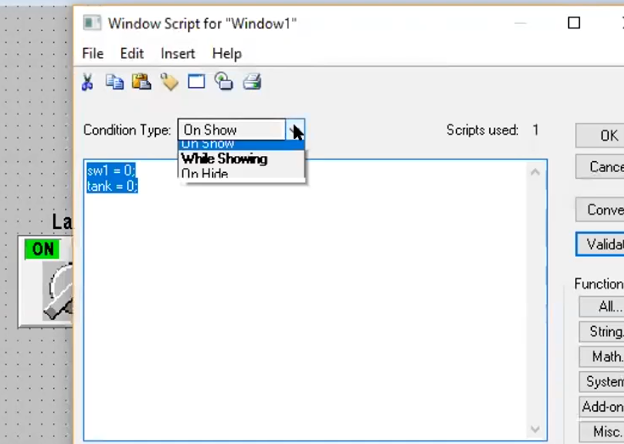 Window Script for "Window1"
File Edit Insert Help
Condition Type: On Show
Scripts used: 1
OK
On Show
While Showing
On Hide
sw1 = 0;
tank = 0;
Cance
Conve
Validat
La
ON
Function
All...
String.
Math.
System
Add-on
Misc.